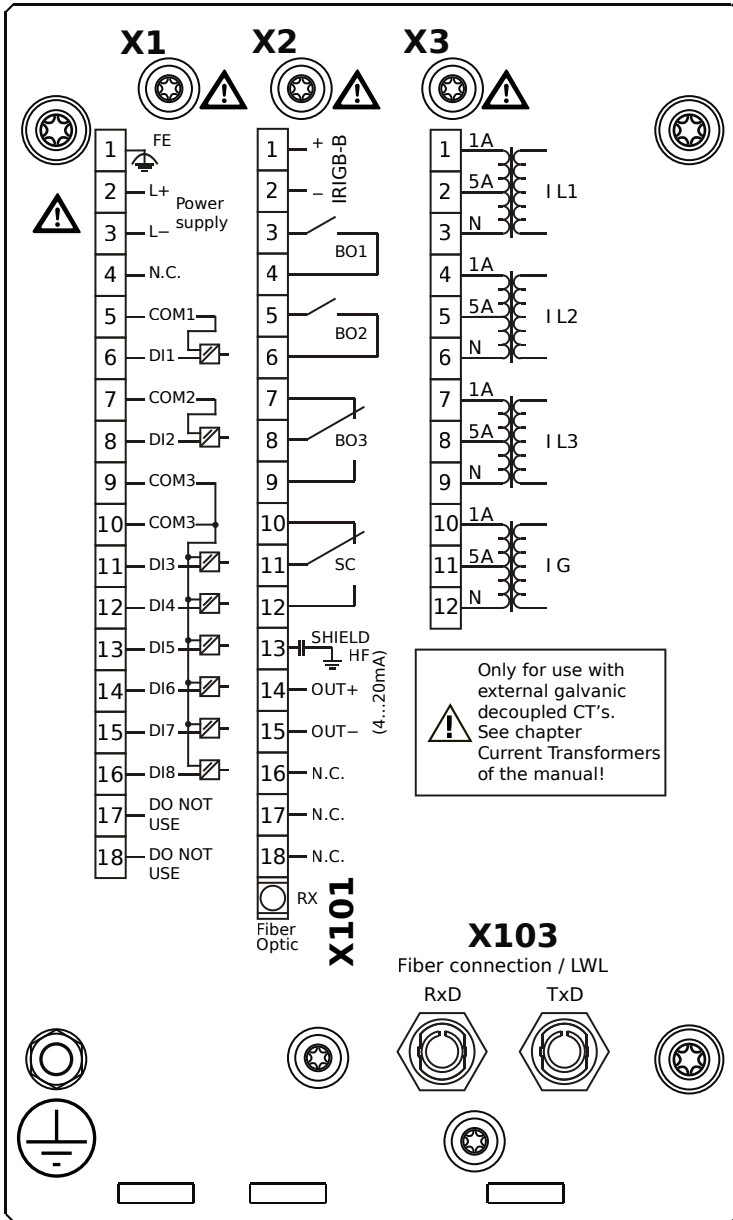 X1
X2
X3
1 FE
2 L+
Power
supply
3 L−
4 N.C.
5 COM1
6 DI1
7 COM2
8 DI2
9 COM3
10 COM3
11 DI3
12 DI4
13 DI5
14 DI6
15 DI7
16 DI8
17 DO NOT
USE
18 DO NOT
USE
1 +
2 −
IRIGB-B
3
BO1
4
5
BO2
6
7
8 BO3
9
10
11 SC
12
13 SHIELD
HF
14 OUT+
15 OUT−
(4...20mA)
16 N.C.
17 N.C.
18 N.C.
RX
Fiber
Optic
X101
1 1A
2 5A I L1
3 N
4 1A
5 5A I L2
6 N
7 1A
8 5A I L3
9 N
10 1A
11 5A I G
12 N
Only for use with
external galvanic
decoupled CT's.
See chapter
Current Transformers
of the manual!
X103
Fiber connection / LWL
RxD TxD